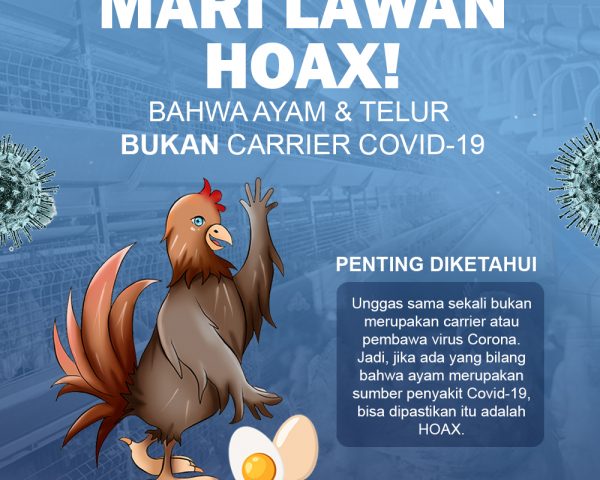 MARI LAWAN
HOAX!
BAHWA AYAM & TELUR
BUKAN CARRIER COVID-19
PENTING DIKETAHUI
Unggas sama sekali bukan
merupakan carrier atau
pembawa virus Corona.
Jadi, jika ada yang bilang
bahwa ayam merupakan
sumber penyakit Covid-19,
bisa dipastikan itu adalah
HOAX.